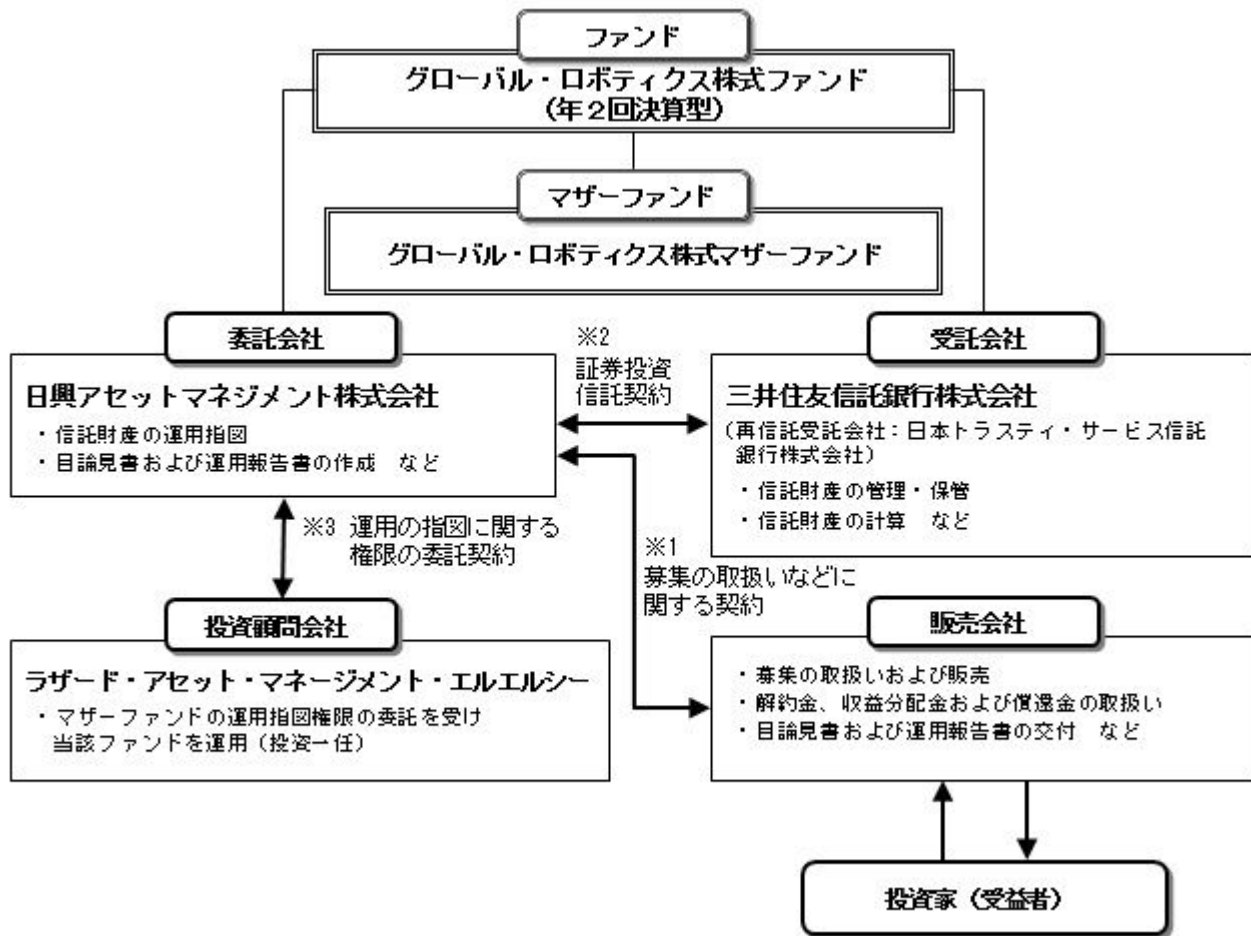 ファンド
グローバル・ロボティクス株式ファンド
(年２回決算型)
マザーファンド
グローバル・ロボティクス株式マザーファンド
委託会社
日興アセットマネジメント株式会社
・信託財産の運用指図
・目論見書および運用報告書の作成　など
※2
証券投資
信託契約
受託会社
三井住友信託銀行株式会社
(再信託受託会社：日本トラスティ・サービス信託
銀行株式会社)
・信託財産の管理・保管
・信託財産の計算　など
※3 運用の指図に関する
権限の委託契約
※1
募集の取扱いなどに
関する契約
投資顧問会社
ラザード・アセット・マネージメント・エルエルシー
・マザーファンドの運用指図権限の委託を受け
当該ファンドを運用（投資一任）
販売会社
・募集の取扱いおよび販売
・解約金、収益分配金および償還金の取扱い
・目論見書および運用報告書の交付　など
投資家（受益者）